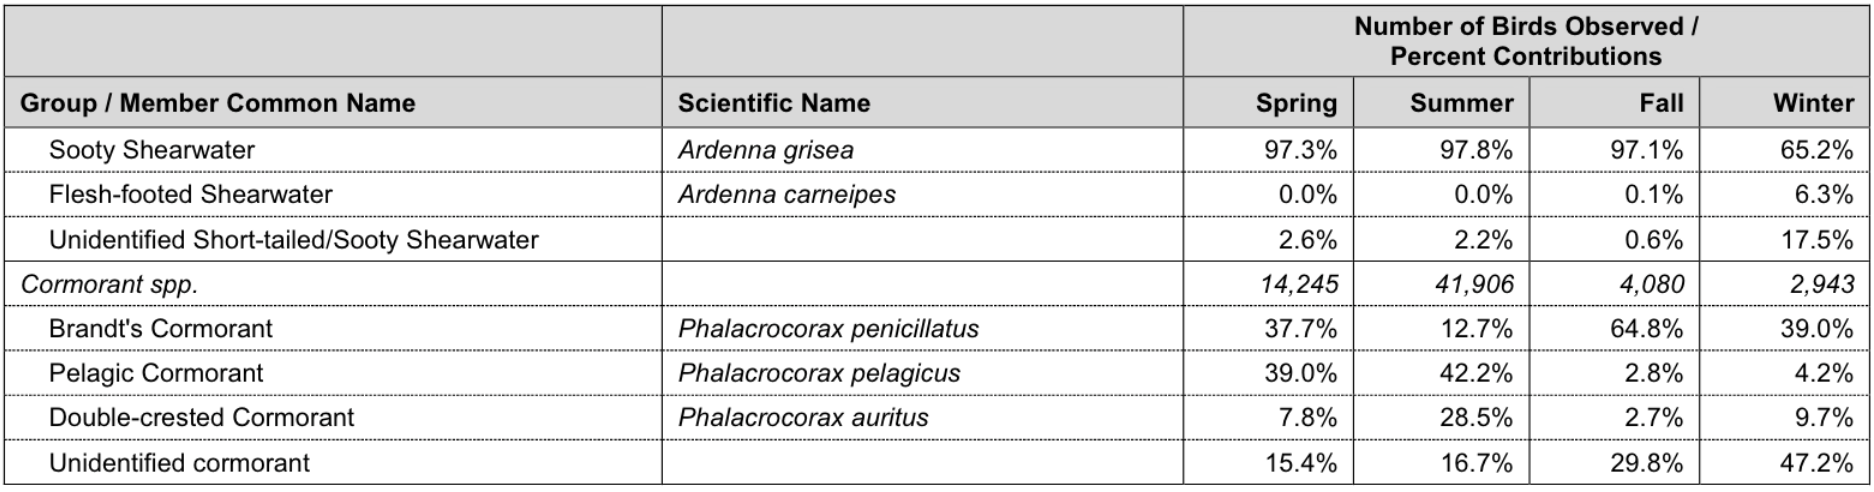 Number of Birds Observed /
Percent Contributions
Group / Member Common Name Scientific Name Spring Summer Fall Winter
Sooty Shearwater Ardenna grisea 97.3% 97.8% 97.1% 65.2%
Flesh-footed Shearwater Ardenna carneipes 0.0% 0.0% 0.1% 6.3%
Unidentified Short-tailed/Sooty Shearwater 2.6% 2.2% 0.6% 17.5%
Cormorant spp. 14,245 41,906 4,080 2,943
Brandt's Cormorant Phalacrocorax penicillatus 37.7% 12.7% 64.8% 39.0%
Pelagic Cormorant Phalacrocorax pelagicus 39.0% 42.2% 2.8% 4.2%
Double-crested Cormorant Phalacrocorax auritus 7.8% 28.5% 2.7% 9.7%
Unidentified cormorant 15.4% 16.7% 29.8% 47.2%